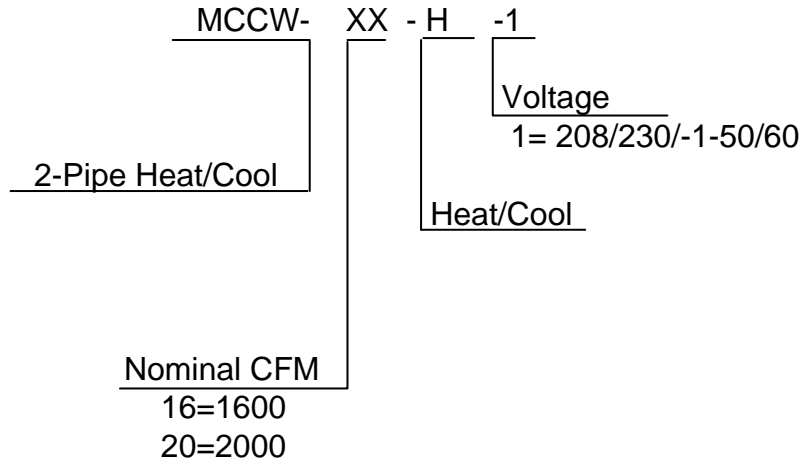 MCCW- XX - H -1
Voltage
1= 208/230/-1-50/60
2-Pipe Heat/Cool
Heat/Cool
Nominal CFM
16=1600
20=2000